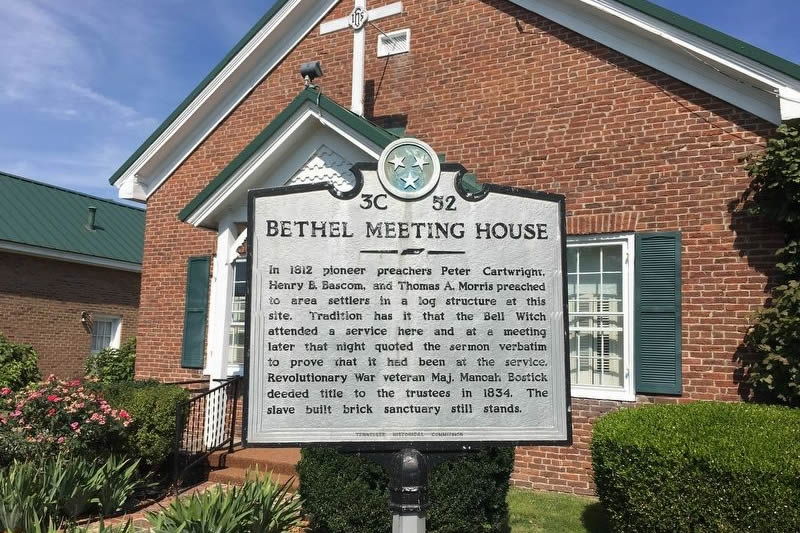 3C 52
BETHEL MEETING HOUSE
In 1812 pioneer preachers Peter Cartwright,
Henry B. Bascom, and Thomas A. Morris preached
to area settlers in a log structure at this
site. Tradition has it that the Bell Witch
attended a service here and at a meeting
later that night quoted the sermon verbatim
to prove that it had been at the service.
Revolutionary War veteran Maj. Manoah Bostick
deeded title to the trustees in 1834. The
slave built brick sanctuary still stands.
TENNESSEE HISTORICAL COMMISSION